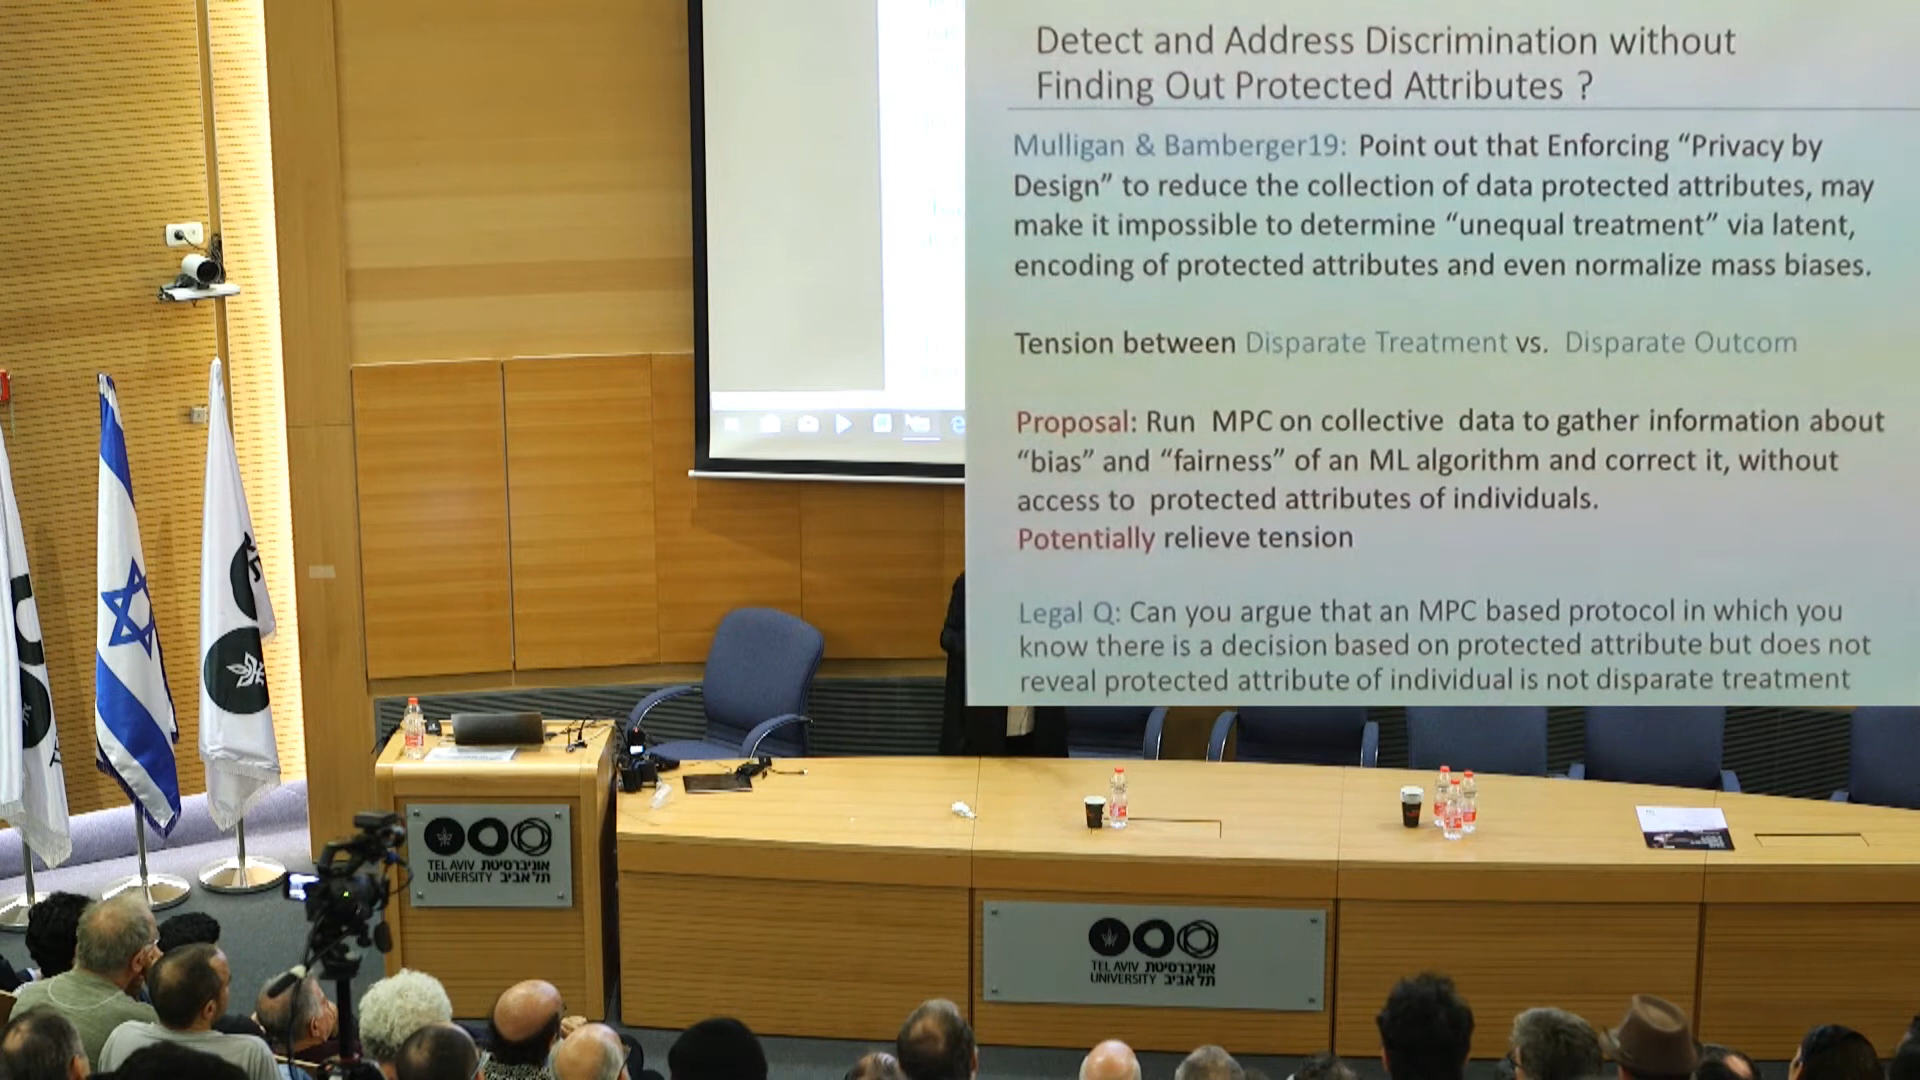 Detect and Address Discrimination without
Finding Out Protected Attributes ?
Mulligan & Bamberger19: Point out that Enforcing “Privacy by
Design” to reduce the collection of data protected attributes, may
make it impossible to determine “unequal treatment” via latent,
encoding of protected attributes and even normalize mass biases.
Tension between Disparate Treatment vs. Disparate Outcom
Proposal: Run MPC on collective data to gather information about
“bias” and “fairness” of an ML algorithm and correct it, without
access to protected attributes of individuals.
Potentially relieve tension
Legal Q: Can you argue that an MPC based protocol in which you
know there is a decision based on protected attribute but does not
reveal protected attribute of individual is not disparate treatment
TEL AVIV אוניברסיטת
UNIVERSITY תל אביב
TEL AVIV אוניברסיטת
UNIVERSITY תל אביב